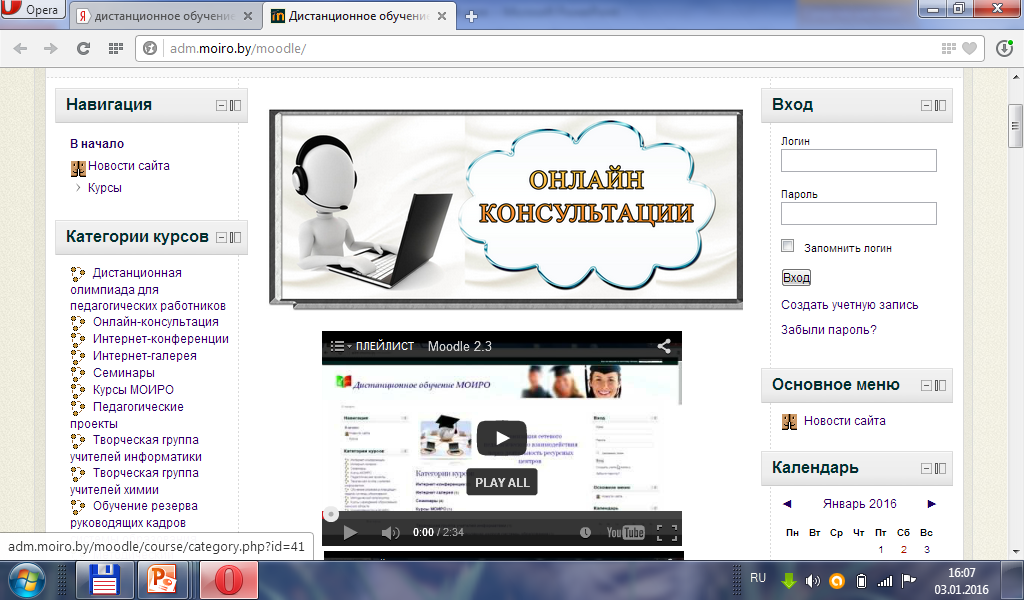 Opera
дистанционное обучени
Дистанционное обучени
adm.moiro.by/moodle/
Навигация
В начало
Новости сайта
Курсы
Категории курсов
Дистанционная
олимпиада для
педагогических работников
Онлайн-консультация
Интернет-конференции
Интернет-галерея
Семинары
Курсы МОИРО
Педагогические
проекты
Творческая группа
учителей информатики
Творческая группа
учителей химии
Обучение резерва
руководящих кадров
adm.moiro.by/moodle/course/category.php?id=41
ОНЛАЙН
КОНСУЛЬТАЦИИ
ПЛЕЙЛИСТ Moodle 2.3
Дистанционное обучение МОИРО
PLAY ALL
0:00 / 2:34
YouTube
Вход
Логин
Пароль
Запомнить логин
Вход
Создать учетную запись
Забыли пароль?
Основное меню
Новости сайта
Календарь
Январь 2016
Пн Вт Ср Чт Пт Сб Вс
1 2 3
RU
16:07
03.01.2016